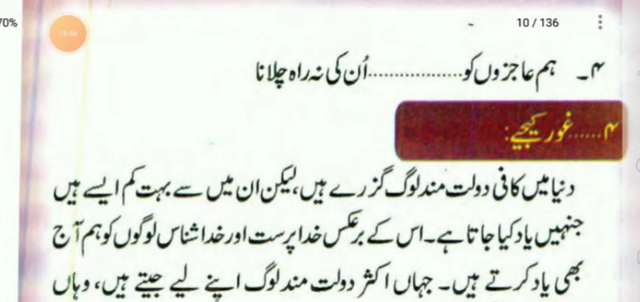 70%
10 / 136
۴۔ ہم عاجزوں کو..................اُن کی نہ راہ چلانا
۴......غور کیجیے:
دنیا میں کافی دولت مند لوگ گزرے ہیں، لیکن ان میں سے بہت کم ایسے ہیں
جنہیں یاد کیا جاتا ہے۔ اس کے برعکس خدا پرست اور خدا شناس لوگوں کو ہم آج
بھی یاد کرتے ہیں۔ جہاں اکثر دولت مند لوگ اپنے لیے جیتے ہیں، وہاں